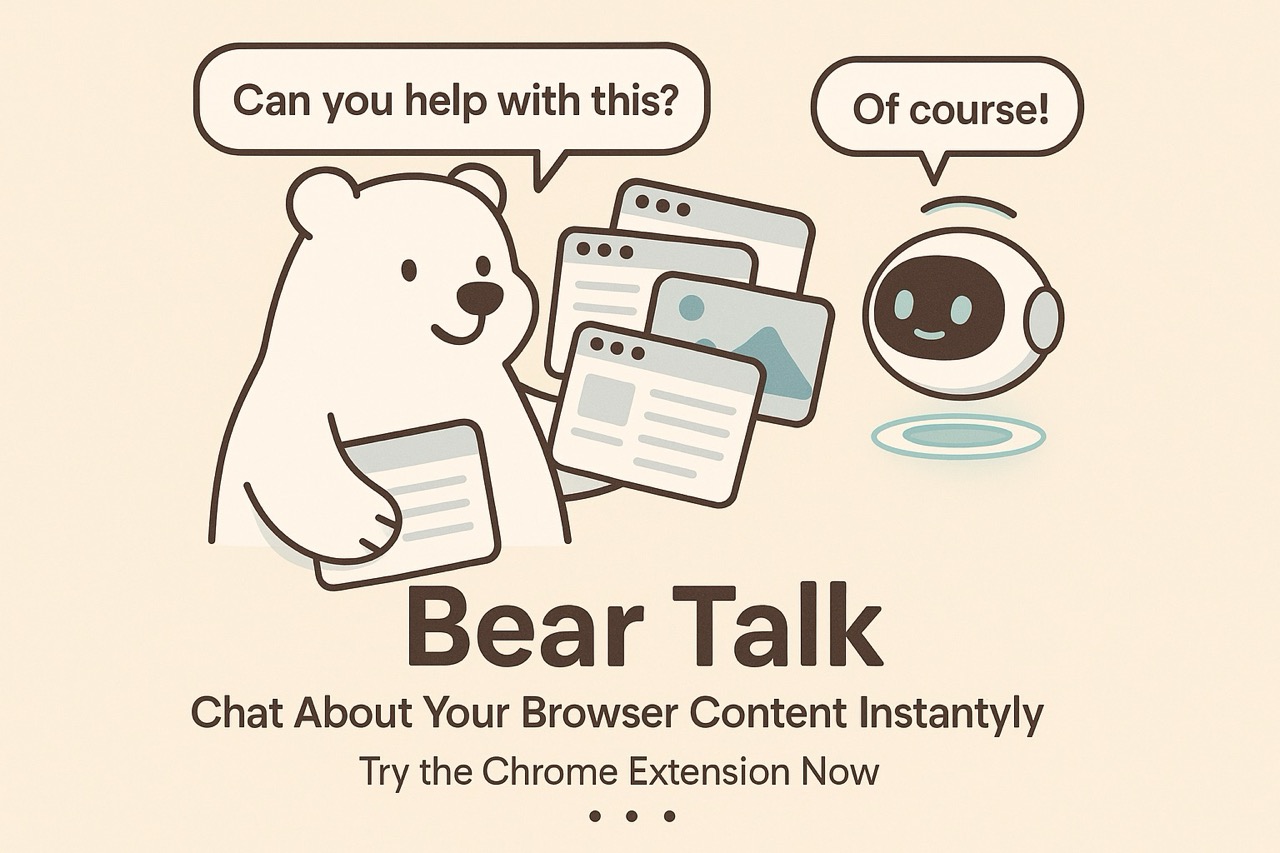 Can you help with this?
Of course!
Bear Talk
Chat About Your Browser Content Instantyly
Try the Chrome Extension Now